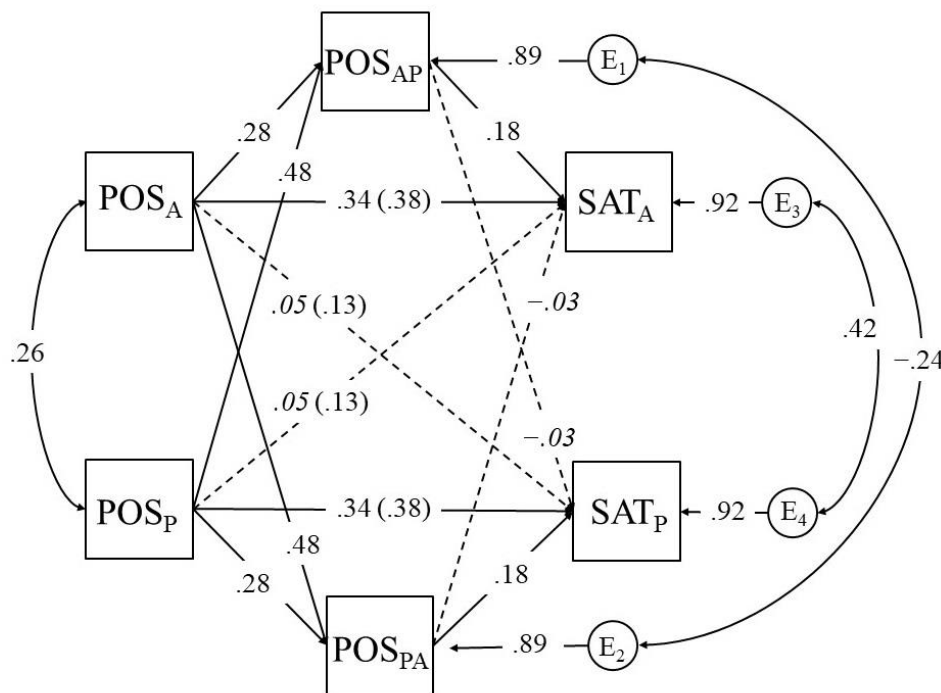 POS_AP
.89
E_1
.28
.18
.48
POS_A
.34 (.38)
SAT_A
.92
E_3
.05 (.13)
−.03
.26
.42
−.24
.05 (.13)
−.03
POS_P
.34 (.38)
SAT_P
.92
E_4
.48
.28
.18
POS_PA
.89
E_2